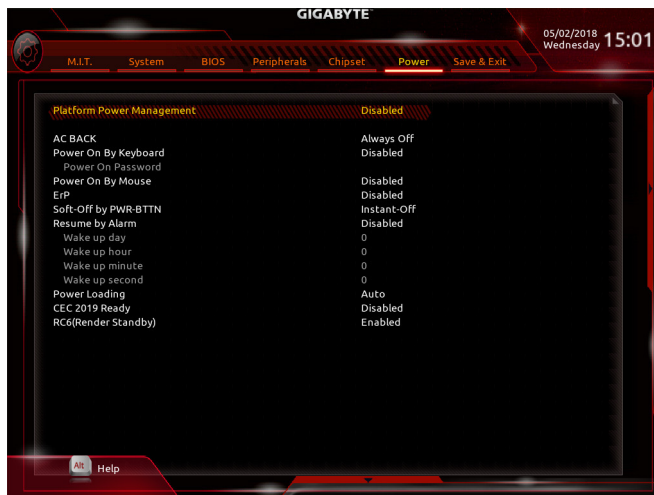 GIGABYTE™
05/02/2018 15:01
Wednesday
M.I.T. System BIOS Peripherals Chipset Power Save & Exit
Platform Power Management Disabled
AC BACK Always Off
Power On By Keyboard Disabled
Power On Password
Power On By Mouse Disabled
ErP Disabled
Soft-Off by PWR-BTTN Instant-Off
Resume by Alarm Disabled
Wake up day 0
Wake up hour 0
Wake up minute 0
Wake up second 0
Power Loading Auto
CEC 2019 Ready Disabled
RC6(Render Standby) Enabled
Alt Help